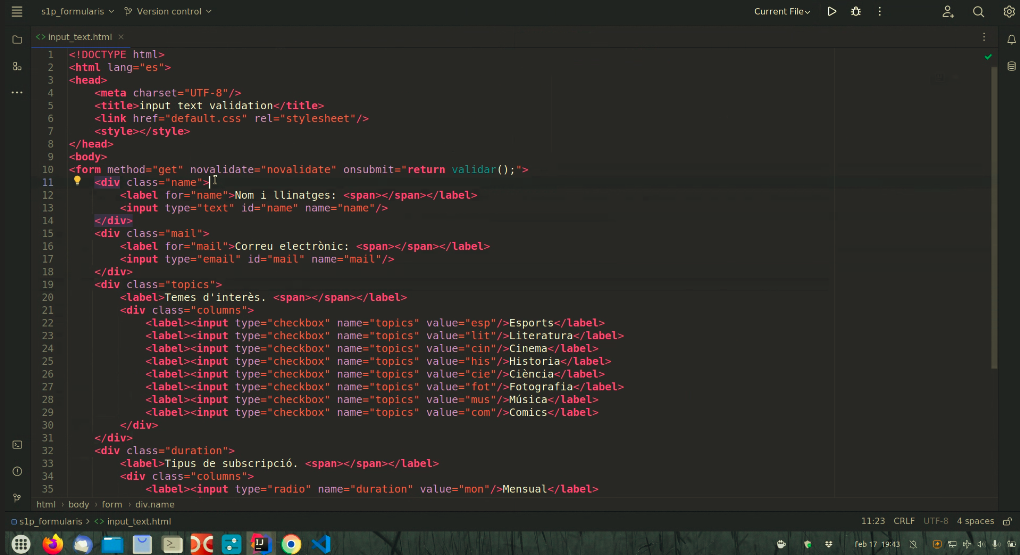 s1p_formularis
Version control
Current File
input_text.html
1 <!DOCTYPE html>
2 <html lang="es">
3 <head>
4 <meta charset="UTF-8"/>
5 <title>input text validation</title>
6 <link href="default.css" rel="stylesheet"/>
7 <style></style>
8 </head>
9 <body>
10 <form method="get" novalidate="novalidate" onsubmit="return validar();">
11 <div class="name">
12 <label for="name">Nom i llinatges: <span></span></label>
13 <input type="text" id="name" name="name"/>
14 </div>
15 <div class="mail">
16 <label for="mail">Correu electrònic: <span></span></label>
17 <input type="email" id="mail" name="mail"/>
18 </div>
19 <div class="topics">
20 <label>Temes d'interès. <span></span></label>
21 <div class="columns">
22 <label><input type="checkbox" name="topics" value="esp"/>Esports</label>
23 <label><input type="checkbox" name="topics" value="lit"/>Literatura</label>
24 <label><input type="checkbox" name="topics" value="cin"/>Cinema</label>
25 <label><input type="checkbox" name="topics" value="his"/>Historia</label>
26 <label><input type="checkbox" name="topics" value="cie"/>Ciència</label>
27 <label><input type="checkbox" name="topics" value="fot"/>Fotografia</label>
28 <label><input type="checkbox" name="topics" value="mus"/>Música</label>
29 <label><input type="checkbox" name="topics" value="com"/>Comics</label>
30 </div>
31 </div>
32 <div class="duration">
33 <label>Tipus de subscripció. <span></span></label>
34 <div class="columns">
35 <label><input type="radio" name="duration" value="mon"/>Mensual</label>
html > body > form > div.name
s1p_formularis > input_text.html
11:23 CRLF UTF-8 4 spaces
feb 17 19:43